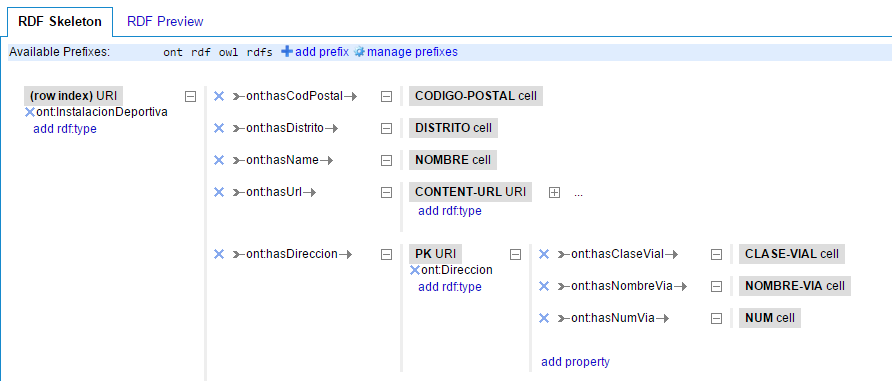 RDF Skeleton RDF Preview
Available Prefixes: ont rdf owl rdfs add prefix manage prefixes
(row index) URI ont:hasCodPostal CODIGO-POSTAL cell
ont:InstalacionDeportiva
add rdf:type ont:hasDistrito DISTRITO cell
ont:hasName NOMBRE cell
ont:hasUrl CONTENT-URL URI ...
add rdf:type
ont:hasDireccion PK URI ont:hasClaseVial CLASE-VIAL cell
ont:Direccion
add rdf:type ont:hasNombreVia NOMBRE-VIA cell
ont:hasNumVia NUM cell
add property